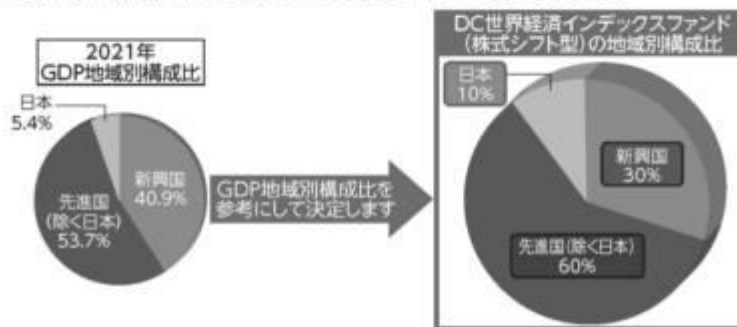 2021年
GDP地域別構成比
日本
5.4%
新興国
40.9%
先進国
(除く日本)
53.7%
GDP地域別構成比を
参考にして決定します
DC世界経済インデックスファンド
(株式シフト型)の地域別構成比
日本
10%
新興国
30%
先進国(除く日本)
60%